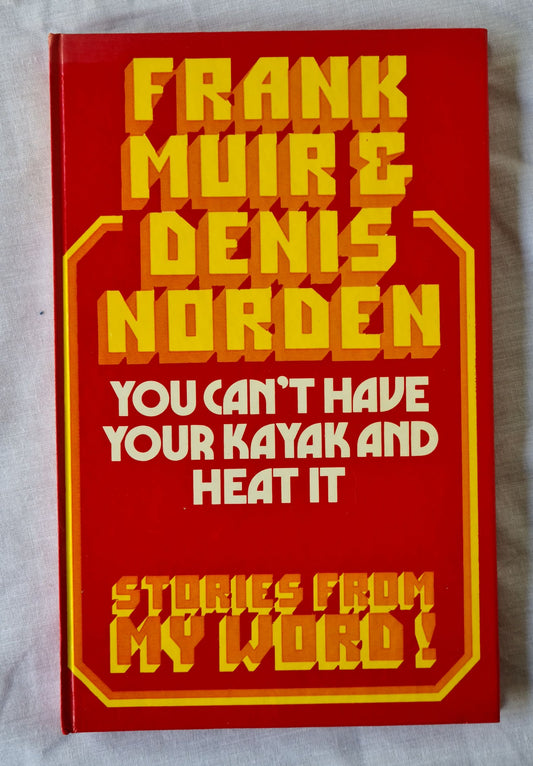 FRANK
MUIR &
DENIS
NORDEN
YOU CAN'T HAVE
YOUR KAYAK AND
HEAT IT
STORIES FROM
MY WORD!